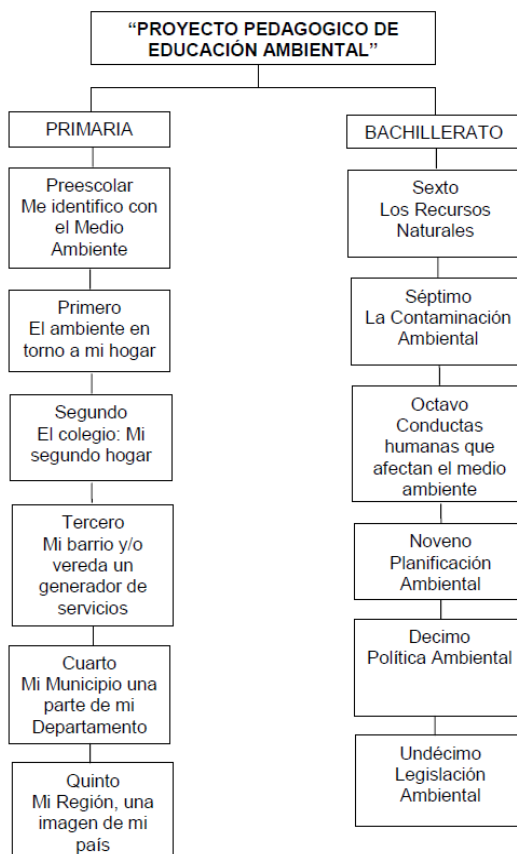 “PROYECTO PEDAGOGICO DE
EDUCACIÓN AMBIENTAL”
PRIMARIA
Preescolar
Me identifico con
el Medio
Ambiente
Primero
El ambiente en
torno a mi hogar
Segundo
El colegio: Mi
segundo hogar
Tercero
Mi barrio y/o
vereda un
generador de
servicios
Cuarto
Mi Municipio una
parte de mi
Departamento
Quinto
Mi Región, una
imagen de mi
país
BACHILLERATO
Sexto
Los Recursos
Naturales
Séptimo
La Contaminación
Ambiental
Octavo
Conductas
humanas que
afectan el medio
ambiente
Noveno
Planificación
Ambiental
Decimo
Política Ambiental
Undécimo
Legislación
Ambiental